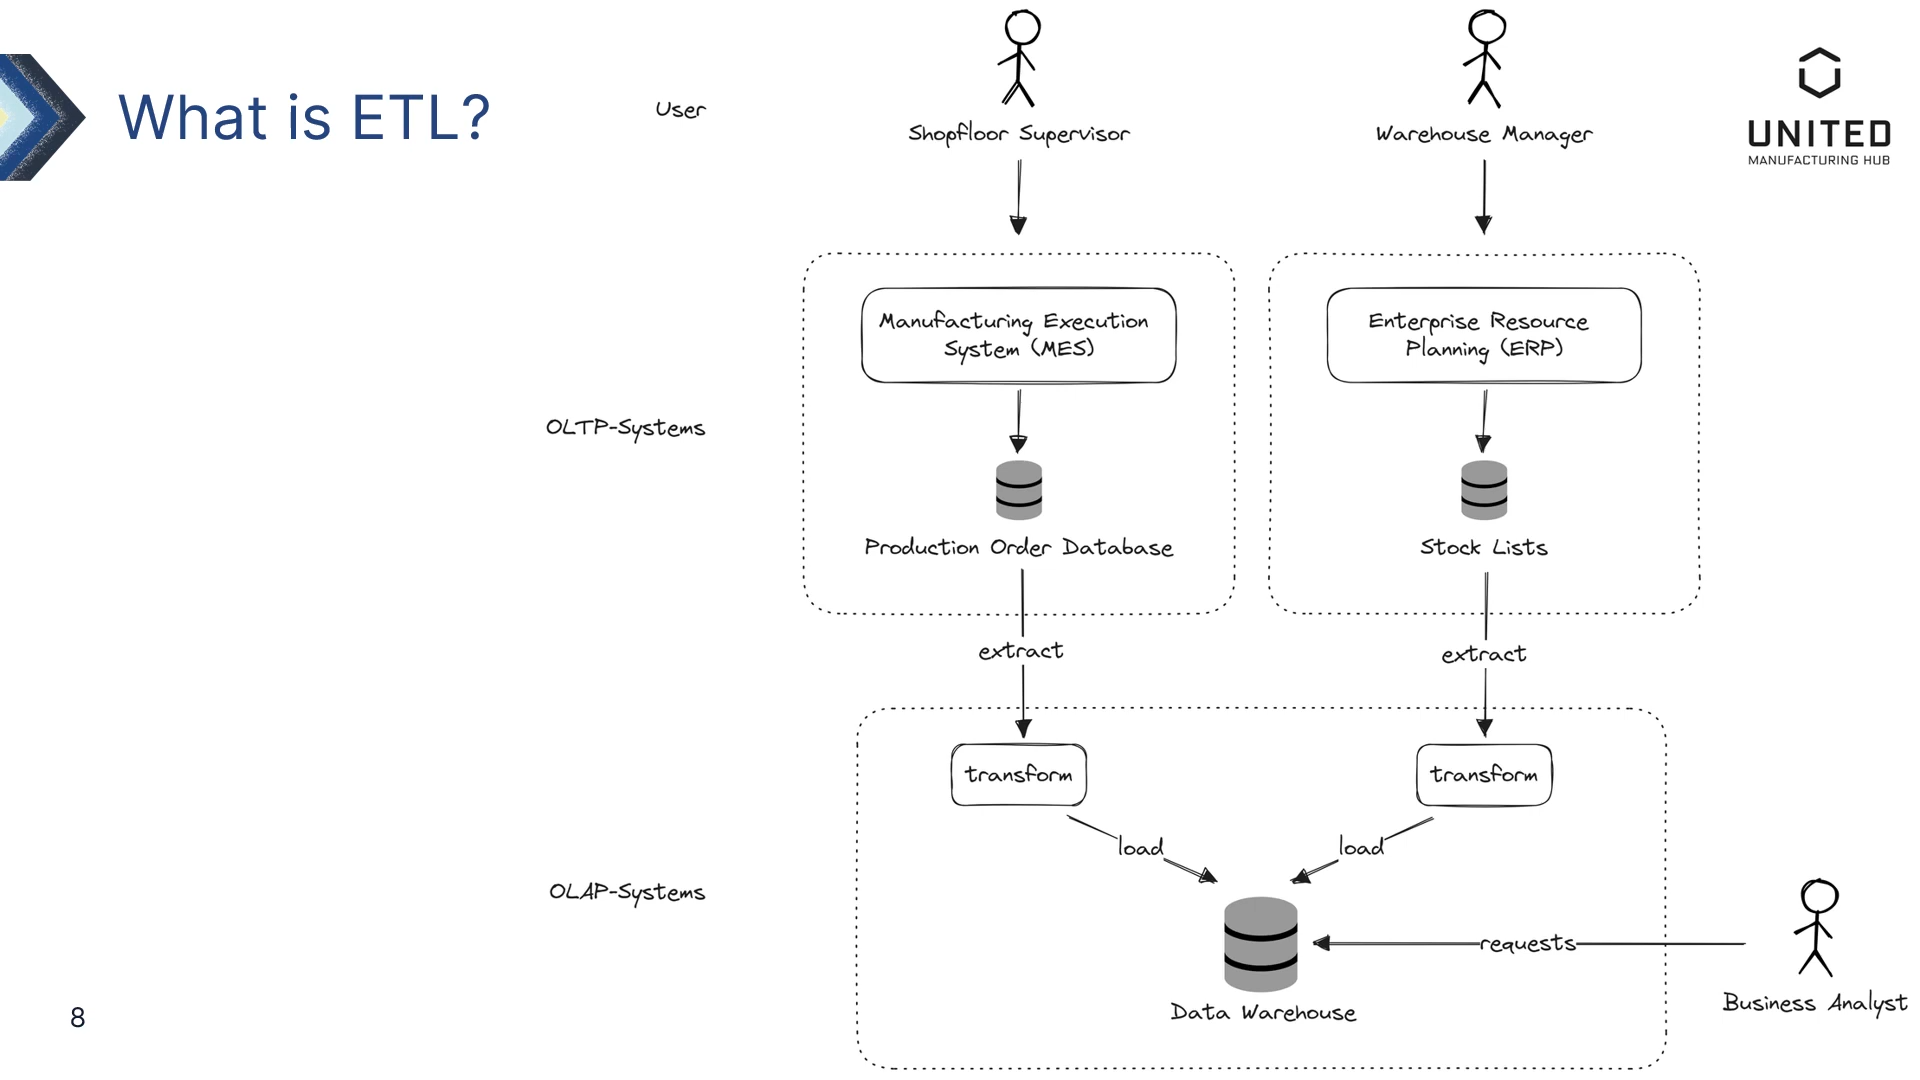 What is ETL?
User
Shopfloor Supervisor
Warehouse Manager
UNITED
MANUFACTURING HUB
Manufacturing Execution
System (MES)
Enterprise Resource
Planning (ERP)
OLTP-Systems
Production Order Database
Stock Lists
extract
extract
transform
transform
load
load
OLAP-Systems
requests
Data Warehouse
Business Analyst
8